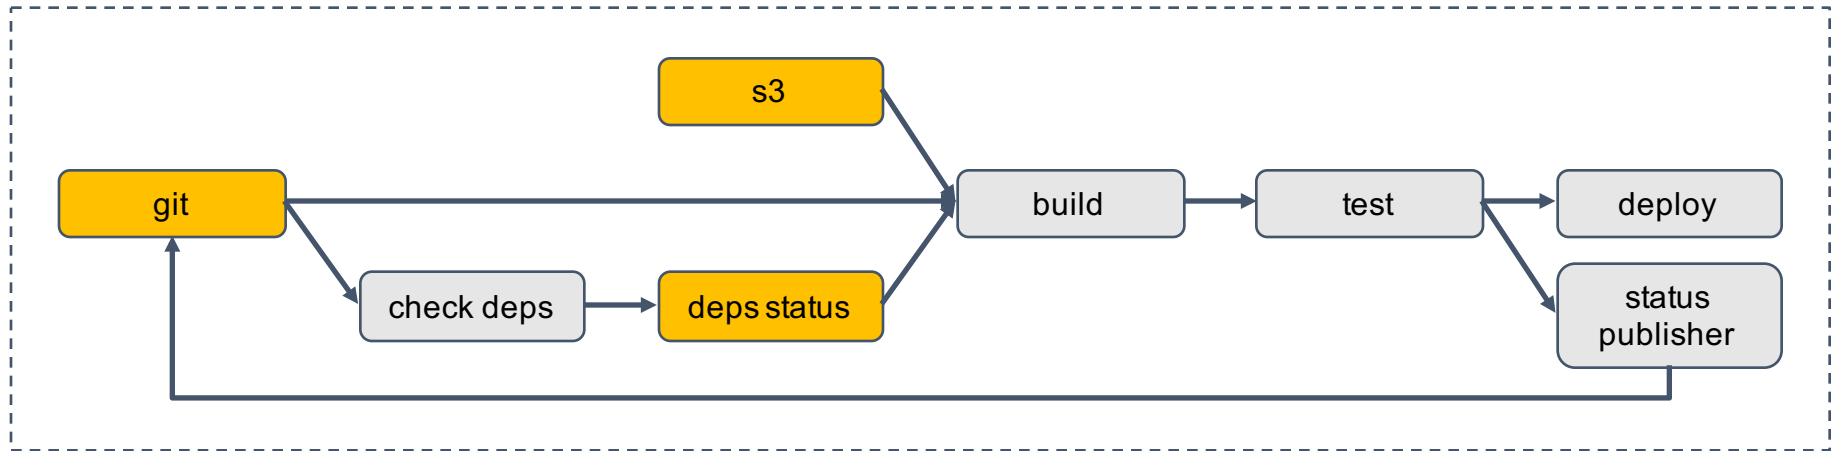 s3
git
build
test
deploy
check deps
deps status
status
publisher